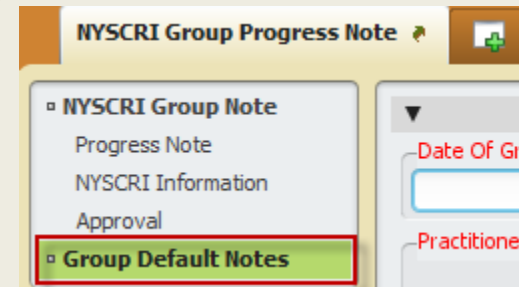 NYSCRI Group Progress Note
NYSCRI Group Note
Progress Note
NYSCRI Information
Approval
Group Default Notes
Date Of Gr
Practitione